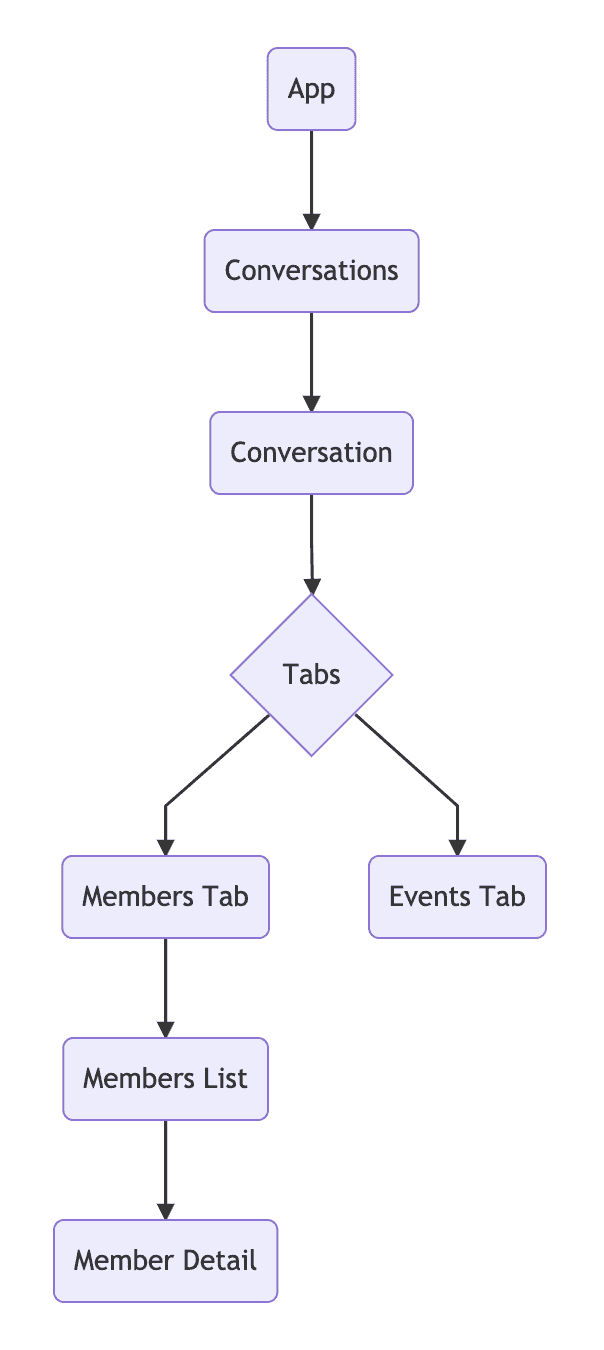 App
Conversations
Conversation
Tabs
Members Tab
Events Tab
Members List
Member Detail